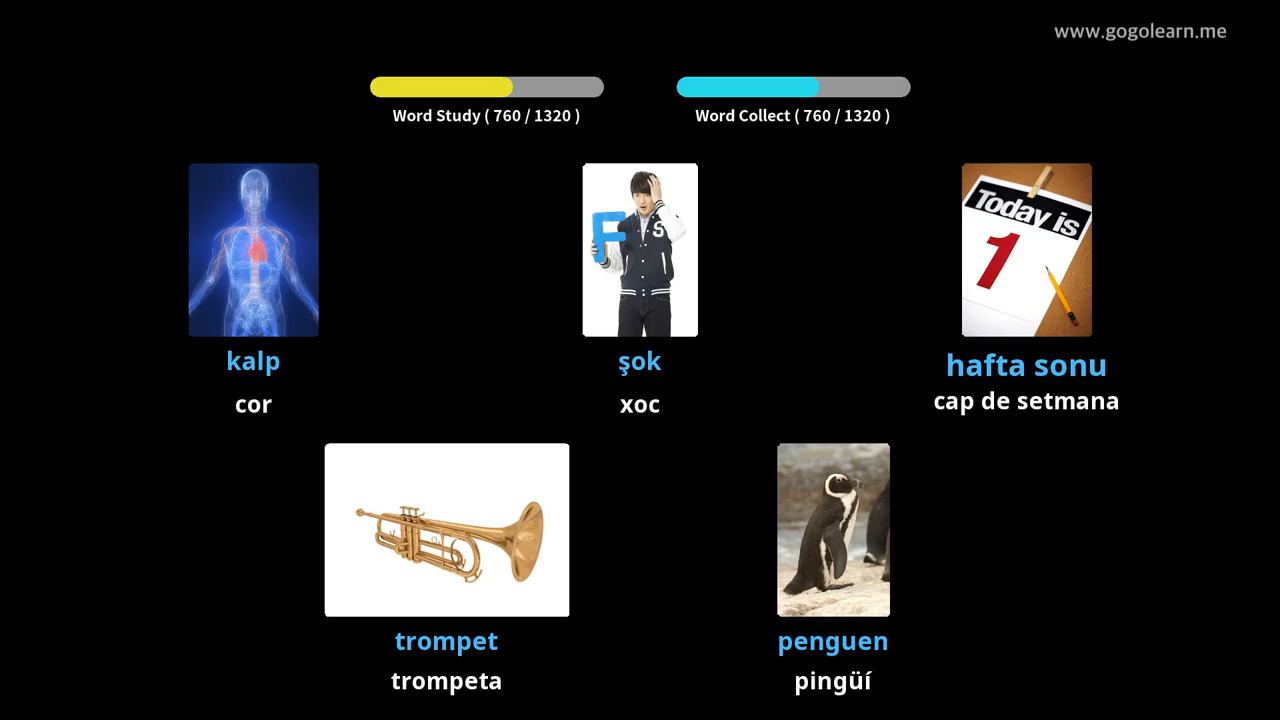 www.gogolearn.me
Word Study ( 760 / 1320 )
Word Collect ( 760 / 1320 )
F
S
Today is
1
kalp
şok
hafta sonu
cor
xoc
cap de setmana
trompet
penguen
trompeta
pingüí